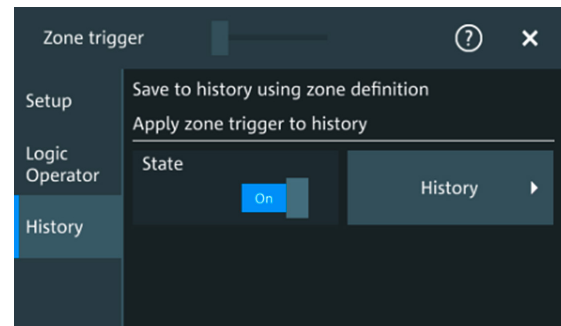 Zone trigger
?
Setup
Save to history using zone definition
Apply zone trigger to history
Logic
Operator
State
On
History
History